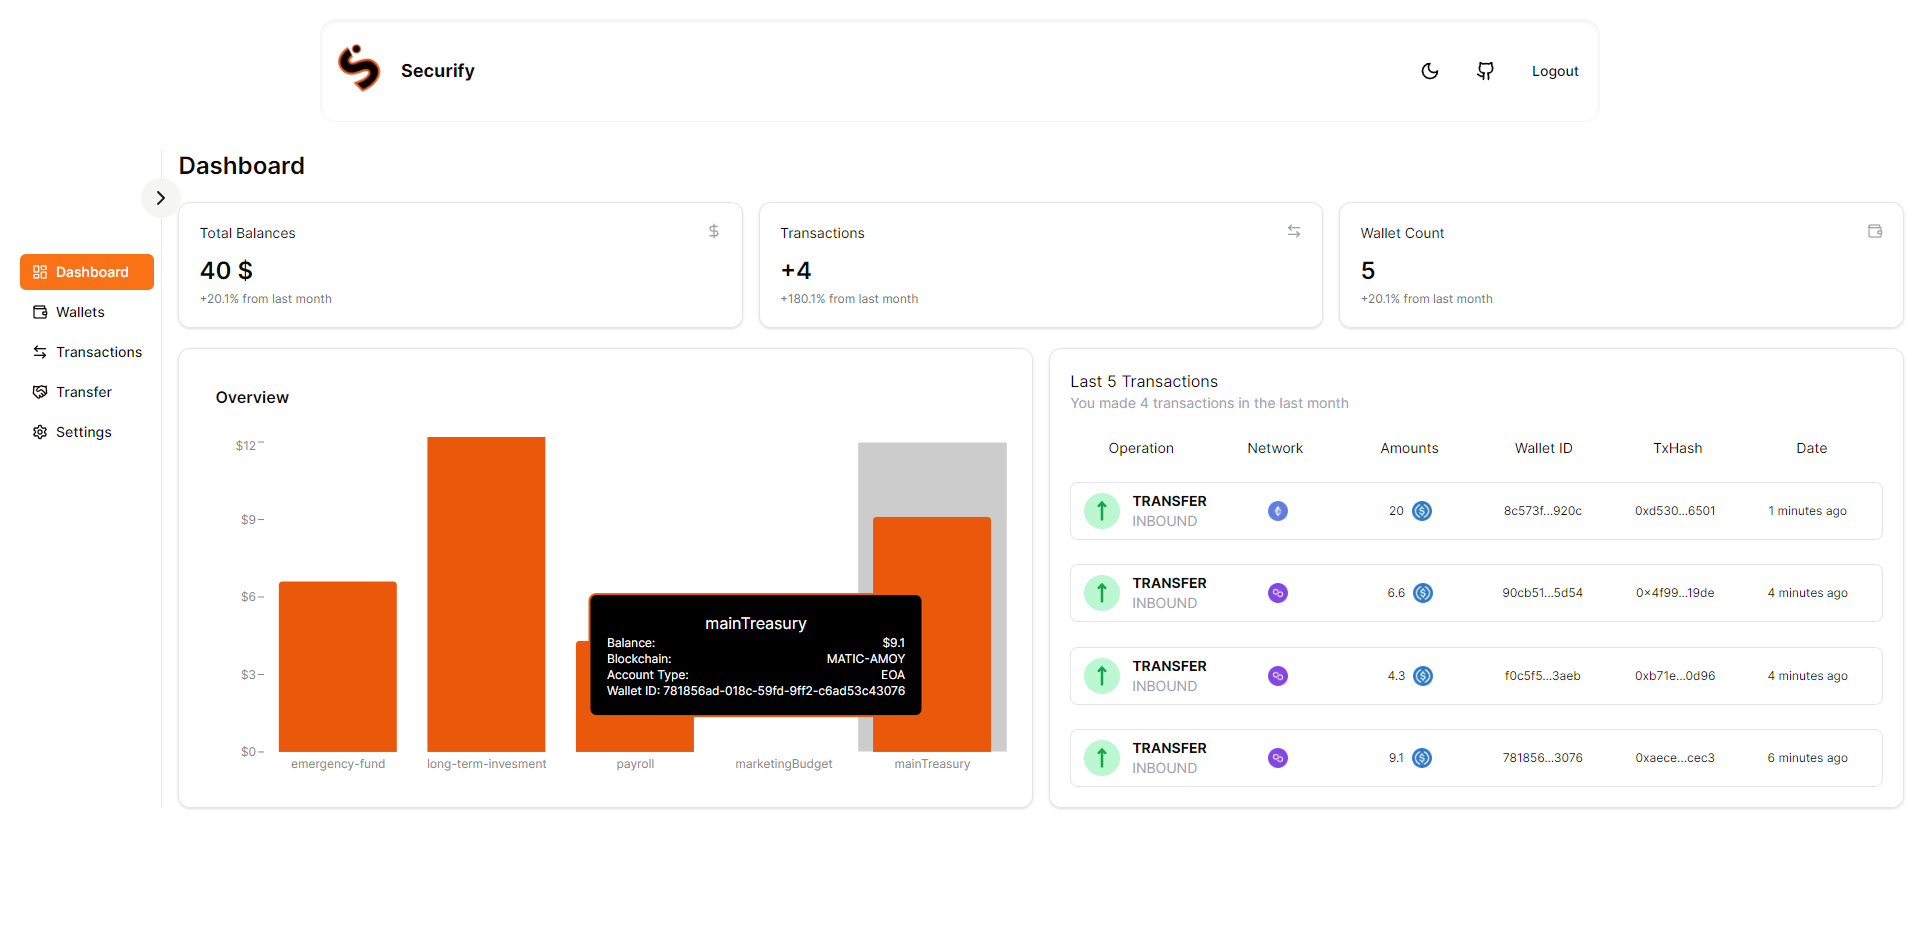 Securify
Logout
Dashboard
Dashboard
Wallets
Transactions
Transfer
Settings
Total Balances
$
40 $
+20.1% from last month
Transactions
+4
+180.1% from last month
Wallet Count
5
+20.1% from last month
Overview
$12
$9
$6
$3
$0
emergency-fund long-term-invesment payroll marketingBudget mainTreasury
mainTreasury
Balance: $9.1
Blockchain: MATIC-AMOY
Account Type: EOA
Wallet ID: 781856ad-018c-59fd-9ff2-c6ad53c43076
Last 5 Transactions
You made 4 transactions in the last month
Operation Network Amounts Wallet ID TxHash Date
TRANSFER
INBOUND
20 8c573f...920c 0xd530...6501 1 minutes ago
TRANSFER
INBOUND
6.6 90cb51...5d54 0x4f99...19de 4 minutes ago
TRANSFER
INBOUND
4.3 f0c5f5...3aeb 0xb71e...0d96 4 minutes ago
TRANSFER
INBOUND
9.1 781856...3076 0xaece...cec3 6 minutes ago